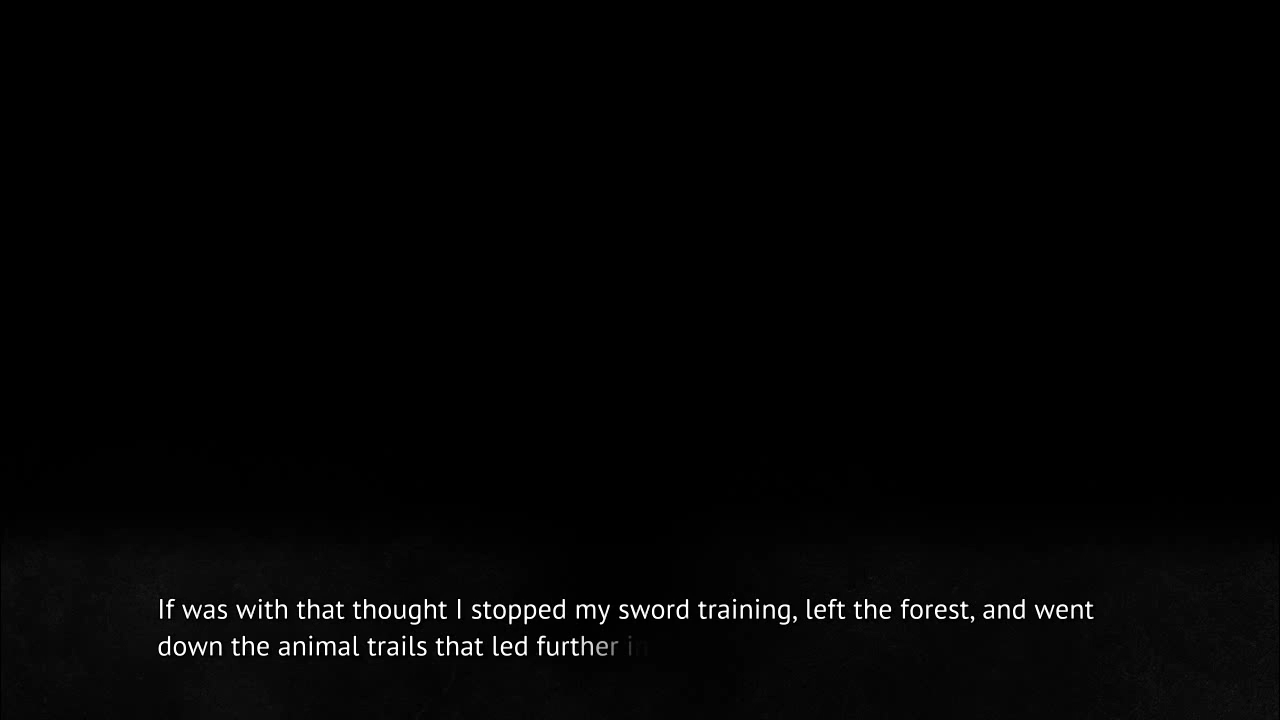 If was with that thought I stopped my sword training, left the forest, and went
down the animal trails that led further in